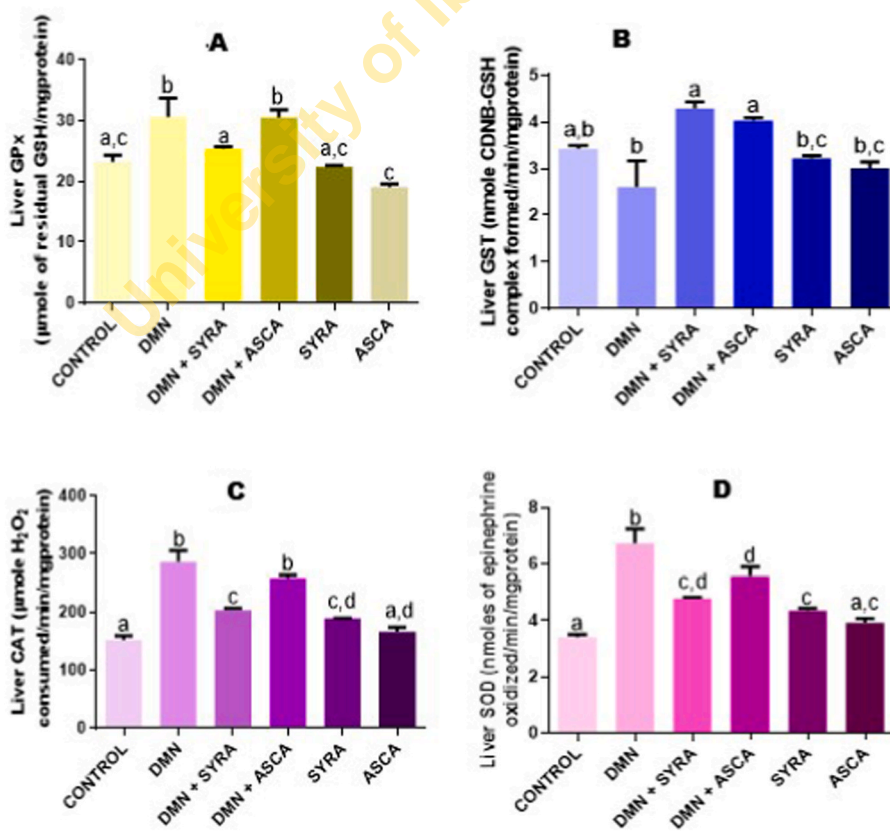 University of Ib
.A
Liver GPx
(µmole of residual GSH/mgprotein)
40
30
20
10
0
a,c
b
a
b
a,c
c
CONTROL
DMN
DMN + SYRA
DMN + ASCA
SYRA
ASCA
B
Liver GST (nmole CDNB-GSH
complex formed/min/mgprotein)
5
4
3
2
1
0
a,b
b
a
a
b,c
b,c
CONTROL
DMN
DMN + SYRA
DMN + ASCA
SYRA
ASCA
C
Liver CAT (µmole H₂O₂
consumed/min/mgprotein)
400
300
200
100
0
a
b
c
b
c,d
a,d
CONTROL
DMN
DMN + SYRA
DMN + ASCA
SYRA
ASCA
D
Liver SOD (nmoles of epinephrine
oxidized/min/mgprotein)
8
6
4
2
0
a
b
c,d
d
c
a,c
CONTROL
DMN
DMN + SYRA
DMN + ASCA
SYRA
ASCA